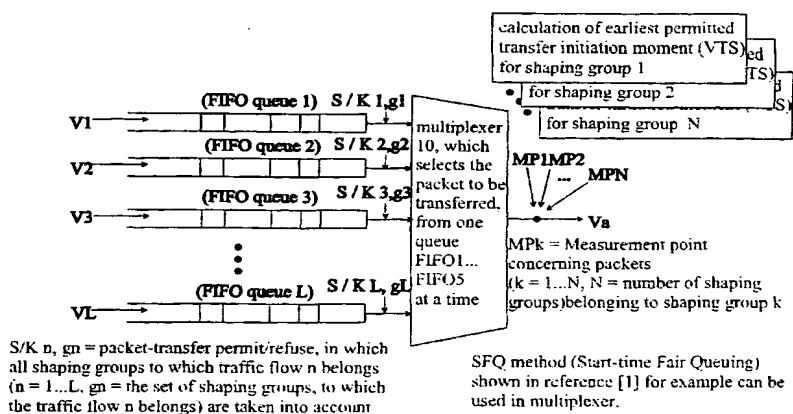 calculation of earliest permitted
transfer initiation moment (VTS)
for shaping group 1
ed
TS)
for shaping group 2
d
S)
for shaping group N
(FIFO queue 1)
S / K 1,g1
V1
(FIFO queue 2)
S / K 2,g2
V2
(FIFO queue 3)
S / K 3,g3
V3
(FIFO queue L)
S / K L, gL
VL
multiplexer
10, which
selects the
packet to be
transferred,
from one
queue
FIFO1...
FIFO5
at a time
MP1MP2
... MPN
Va
MPk = Measurement point
concerning packets
(k = 1...N, N = number of shaping
groups)belonging to shaping group k
S/K n, gn = packet-transfer permit/refuse, in which
all shaping groups to which traffic flow n belongs
(n = 1...L, gn = the set of shaping groups, to which
the traffic flow n belongs) are taken into account
SFQ method (Start-time Fair Queuing)
shown in reference [1] for example can be
used in multiplexer.